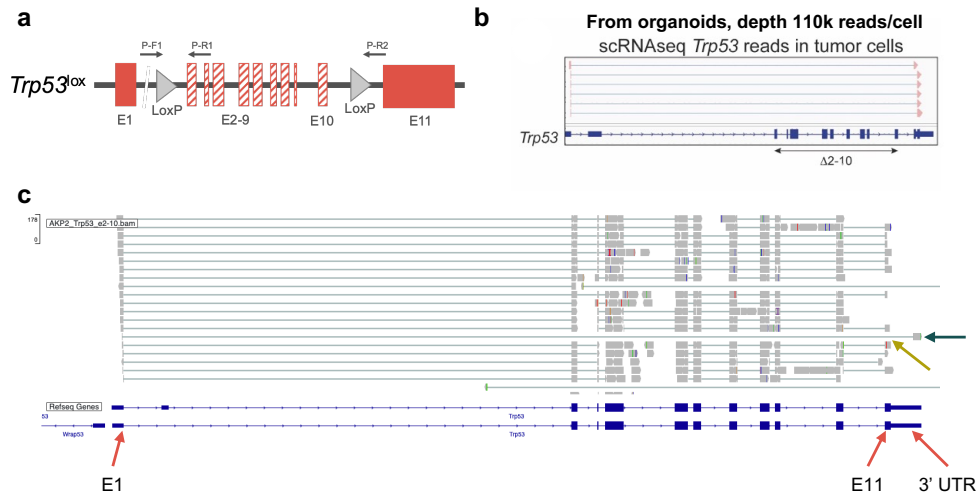 a
P-F1
P-R1
P-R2
Trp53lox
LoxP
LoxP
E1
E2-9
E10
E11
b
From organoids, depth 110k reads/cell
scRNAseq Trp53 reads in tumor cells
Trp53
Δ2-10
c
178
0
AKP2_Trp53_e2-10.bam
Refseq Genes
53
Trp53
Wrap53
Trp53
E1
E11
3' UTR